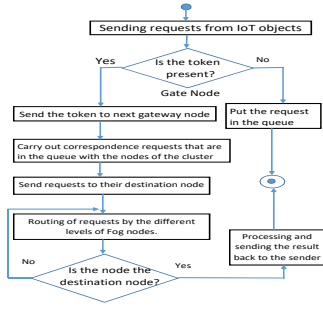 Sending requests from IoT objects
Yes
Is the token
present?
No
Gate Node
Send the token to next gateway node
Put the request
in the queue
Carry out correspondence requests that
are in the queue with the nodes of the cluster
Send requests to their destination node
Routing of requests by the different
levels of Fog nodes.
Processing and
sending the result
back to the sender
No
Is the node the
destination node?
Yes